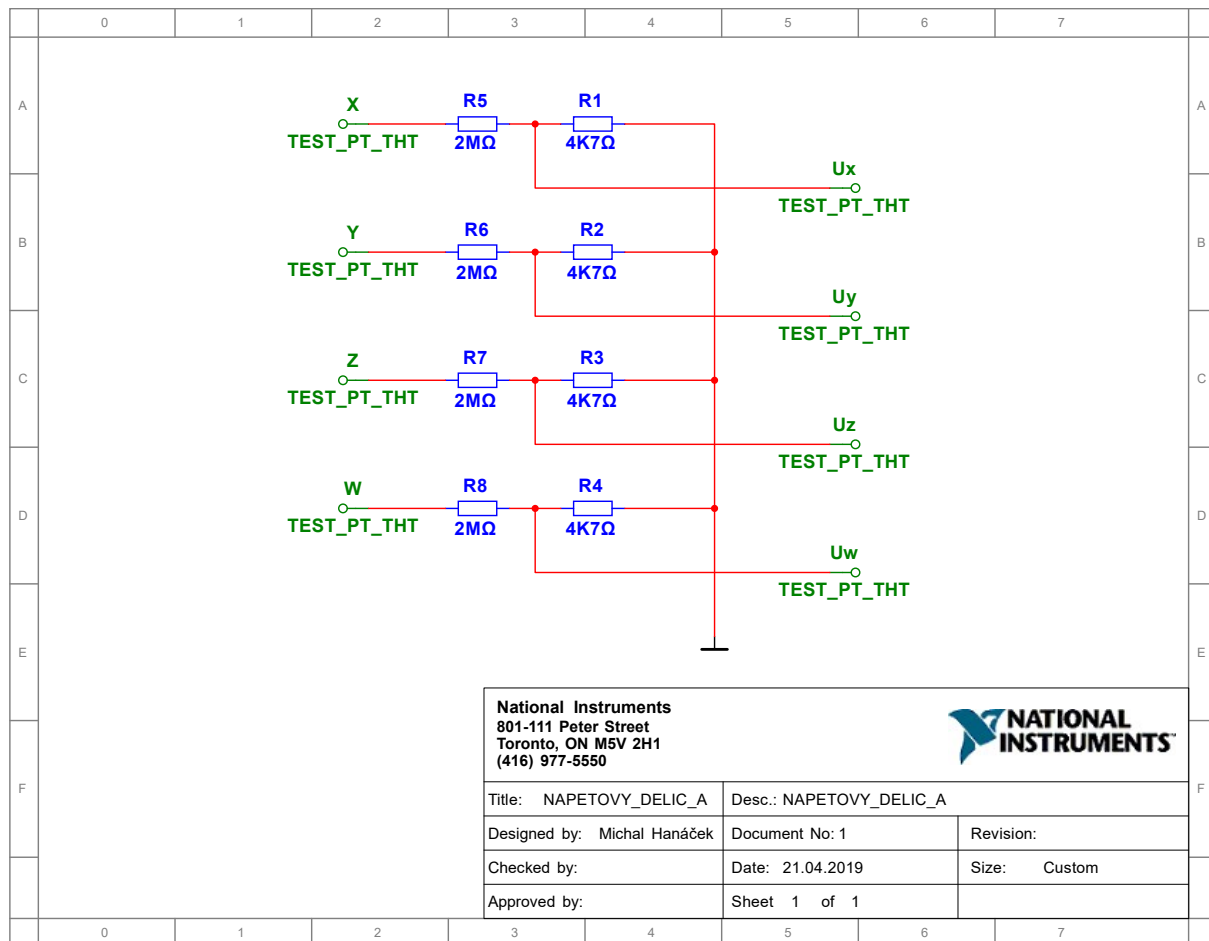 0 1 2 3 4 5 6 7
A A
X R5 R1
TEST_PT_THT 2MΩ 4K7Ω
Ux
TEST_PT_THT
Y R6 R2
B B
TEST_PT_THT 2MΩ 4K7Ω
Uy
TEST_PT_THT
Z R7 R3
C C
TEST_PT_THT 2MΩ 4K7Ω
Uz
TEST_PT_THT
W R8 R4
D D
TEST_PT_THT 2MΩ 4K7Ω
Uw
TEST_PT_THT
E E
National Instruments
801-111 Peter Street
Toronto, ON M5V 2H1
(416) 977-5550
NATIONAL
INSTRUMENTS™
F F
Title: NAPETOVY_DELIC_A Desc.: NAPETOVY_DELIC_A
Designed by: Michal Hanáček Document No: 1 Revision:
Checked by: Date: 21.04.2019 Size: Custom
Approved by: Sheet 1 of 1
0 1 2 3 4 5 6 7